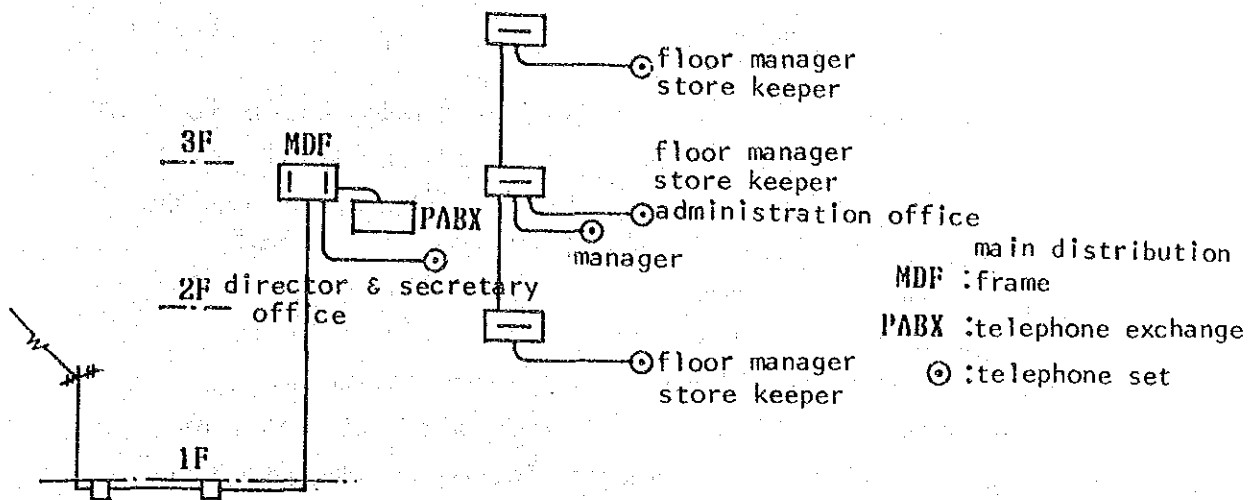 floor manager
store keeper
3F
MDF
floor manager
store keeper
PABX
administration office
manager
main distribution
MDF :frame
2F director & secretary
office
PABX :telephone exchange
floor manager
store keeper
:telephone set
1F